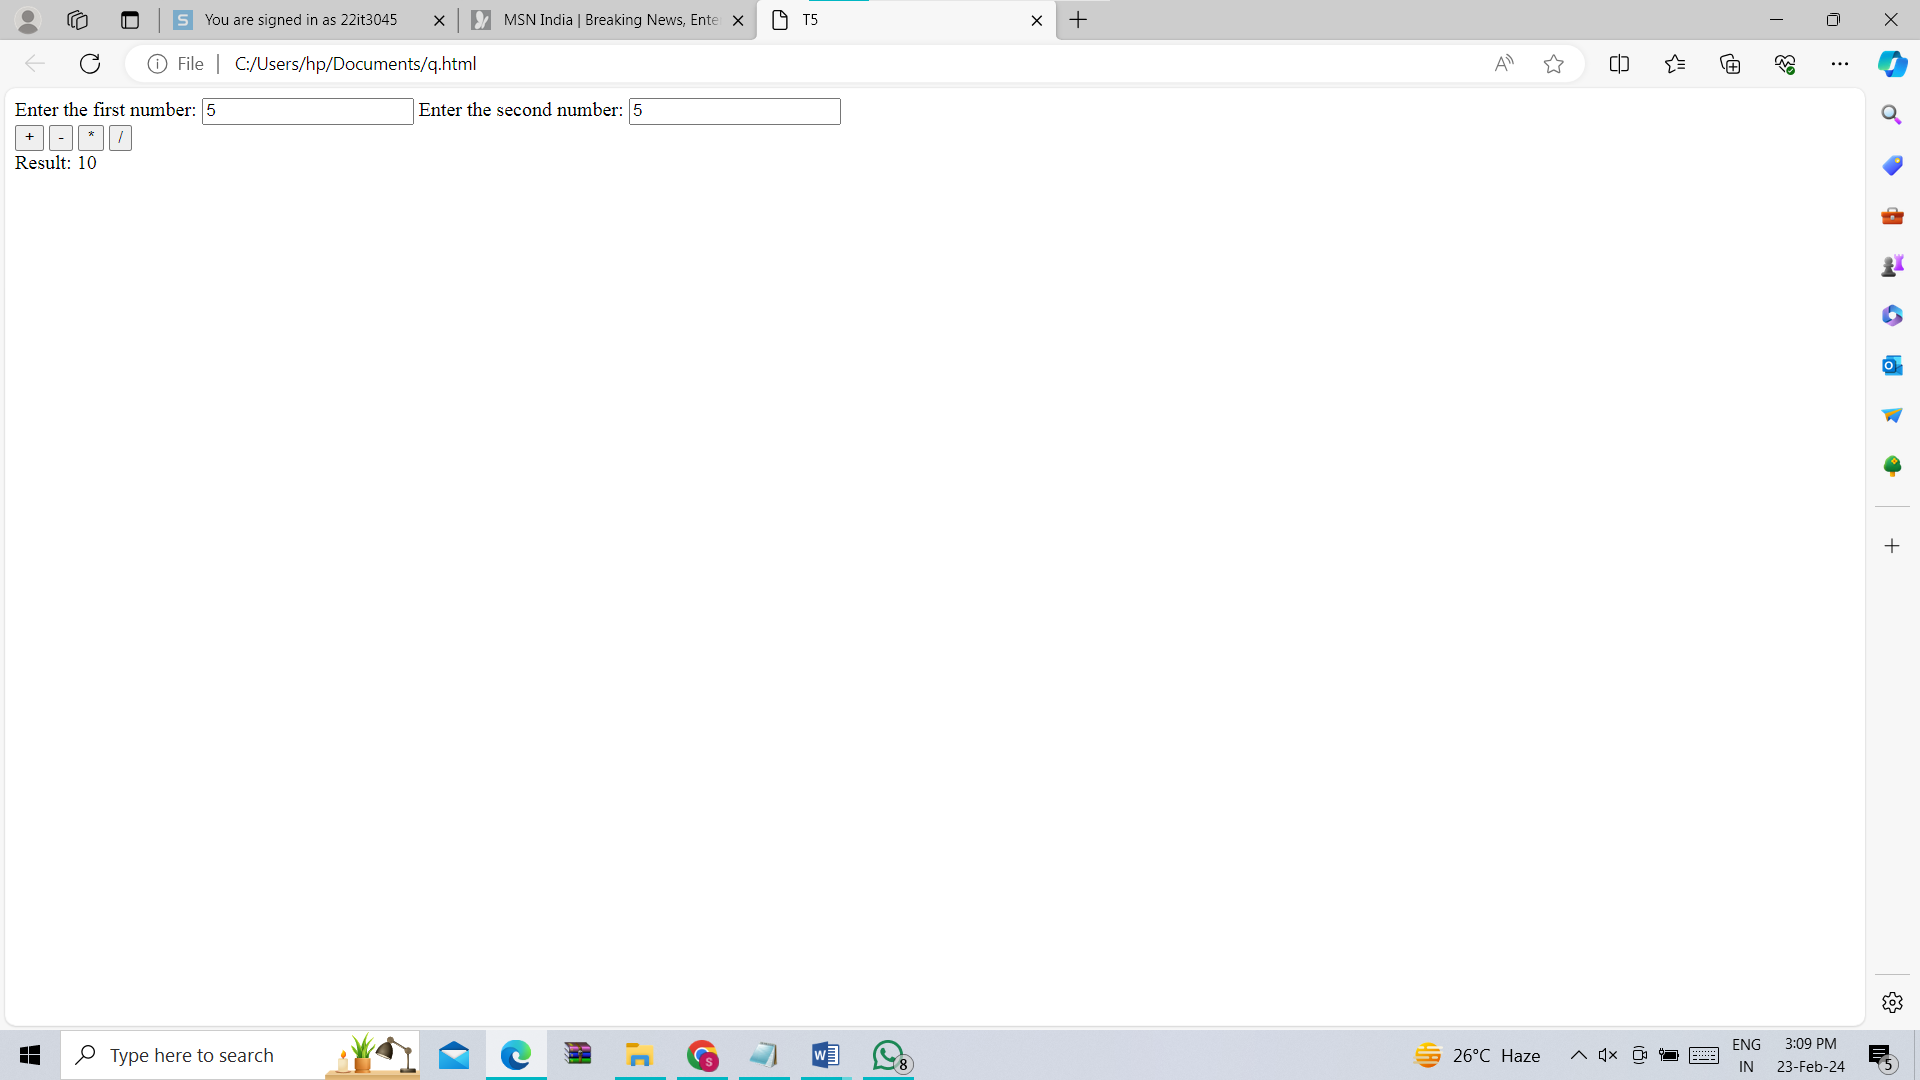 You are signed in as 22it3045
MSN India | Breaking News, Ente
T5
File | C:/Users/hp/Documents/q.html
Enter the first number: 5 Enter the second number: 5
+ - * /
Result: 10
Type here to search
26°C Haze
ENG
IN
3:09 PM
23-Feb-24
8
5